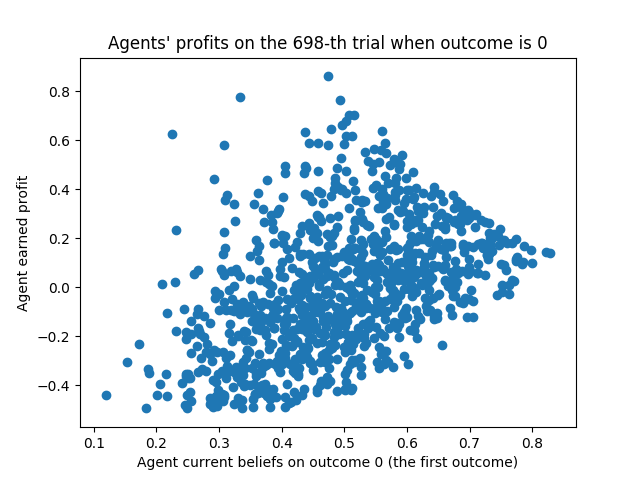 Agents' profits on the 698-th trial when outcome is 0
Agent earned profit
0.8
0.6
0.4
0.2
0.0
−0.2
−0.4
0.1 0.2 0.3 0.4 0.5 0.6 0.7 0.8
Agent current beliefs on outcome 0 (the first outcome)